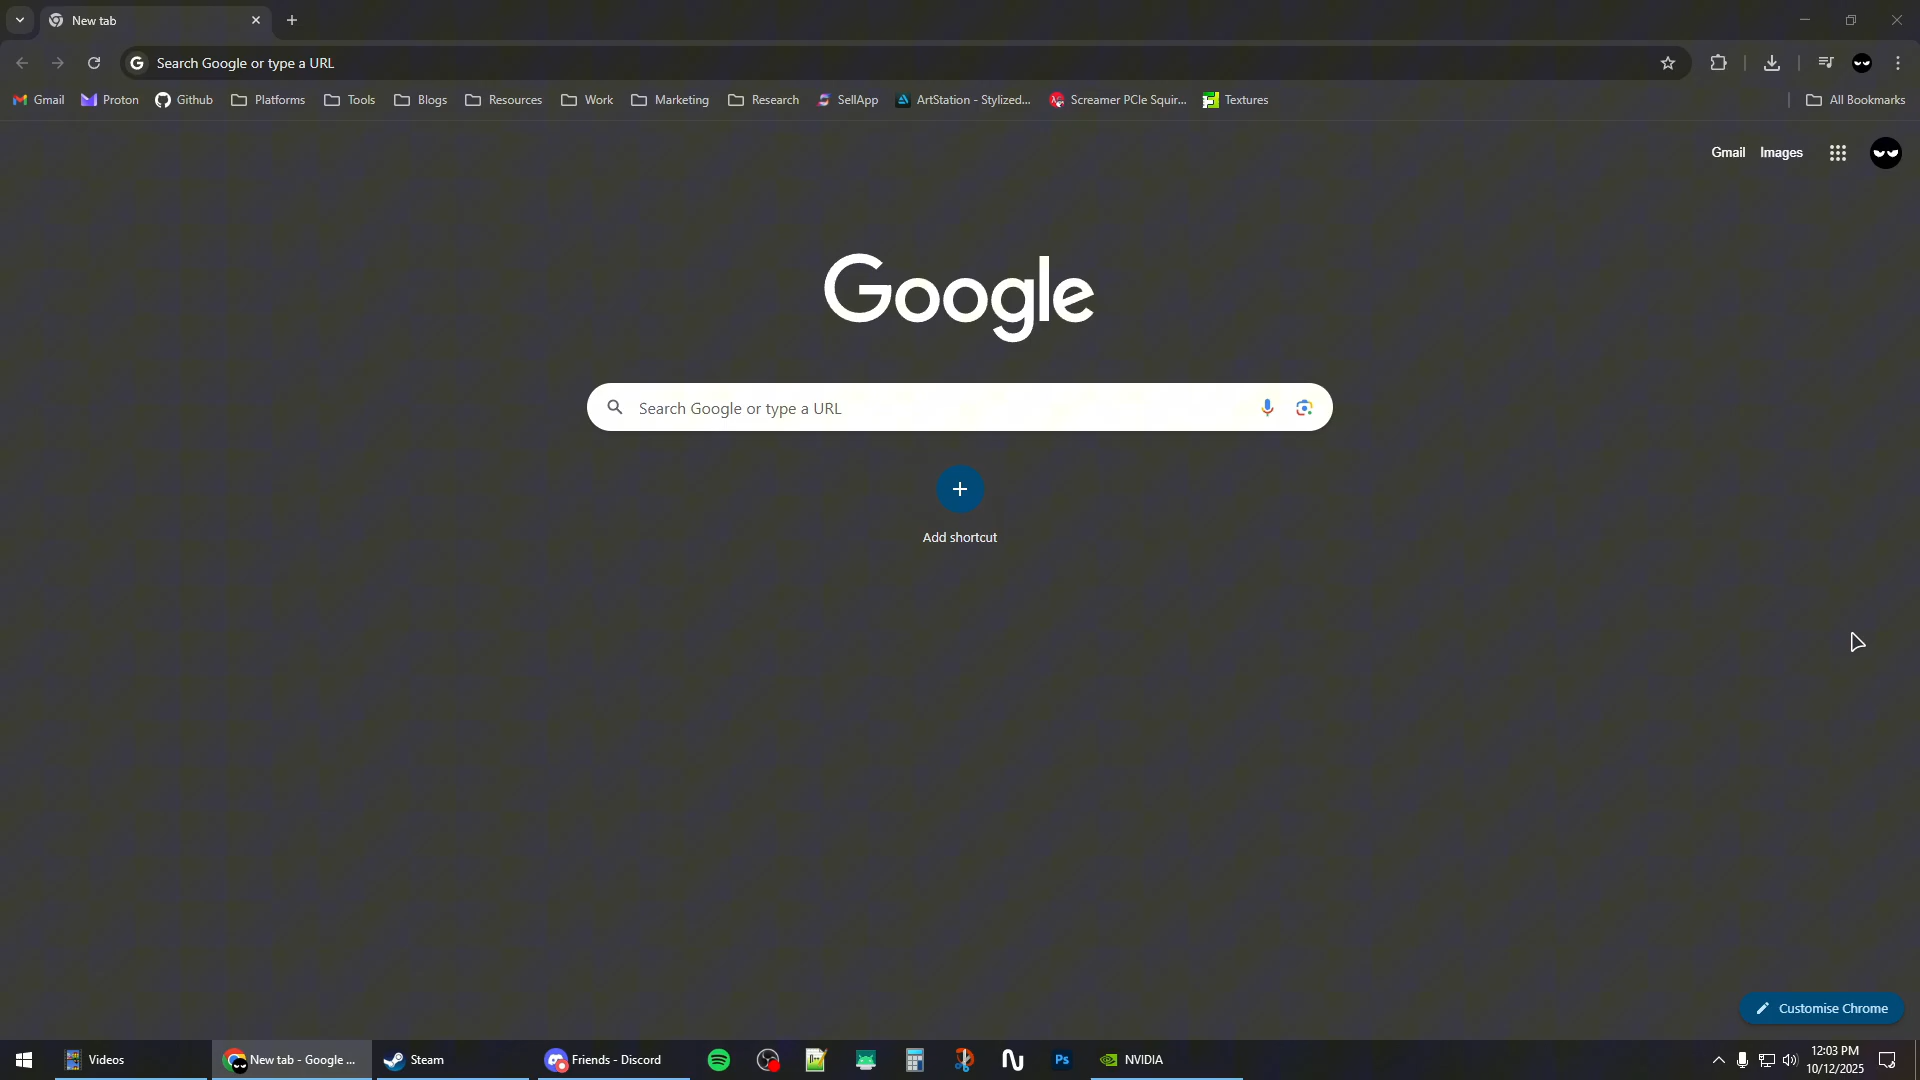 New tab
Search Google or type a URL
Gmail Proton Github Platforms Tools Blogs Resources Work Marketing Research SellApp ArtStation - Stylized... Screamer PCIe Squir... Textures All Bookmarks
Gmail Images
Google
Search Google or type a URL
Add shortcut
Customise Chrome
Videos New tab - Google ... Steam Friends - Discord Ps NVIDIA 12:03 PM
10/12/2025